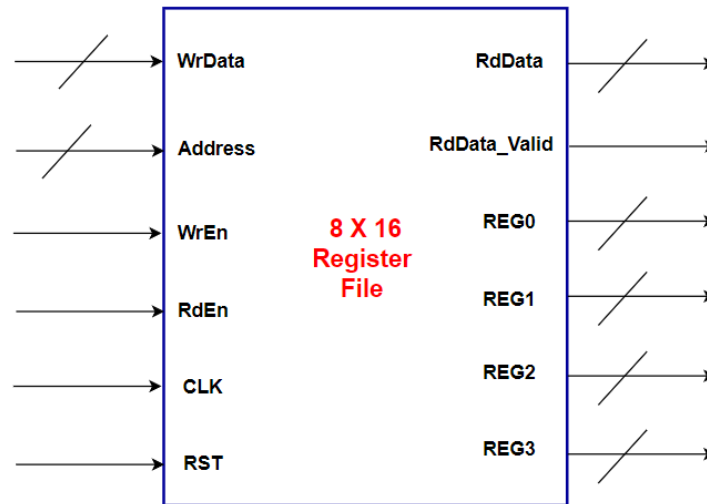 WrData
Address
WrEn
RdEn
CLK
RST
8 X 16
Register
File
RdData
RdData_Valid
REG0
REG1
REG2
REG3